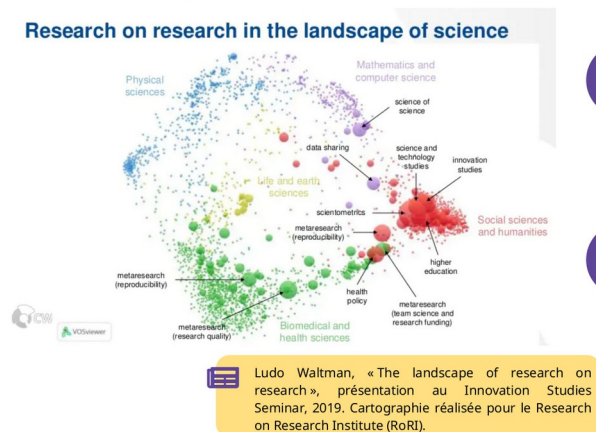 Research on research in the landscape of science
Physical
sciences
Mathematics and
computer science
science of
science
data sharing
science and
technology
studies
innovation
studies
Life and earth
sciences
scientometrics
Social sciences
and humanities
metaresearch
(reproducibility)
higher
education
metaresearch
(reproducibility)
health
policy
metaresearch
(team science and
research funding)
metaresearch
(research quality)
Biomedical and
health sciences
CW
VOSviewer
Ludo Waltman, « The landscape of research on
research », présentation au Innovation Studies
Seminar, 2019. Cartographie réalisée pour le Research
on Research Institute (RoRI).